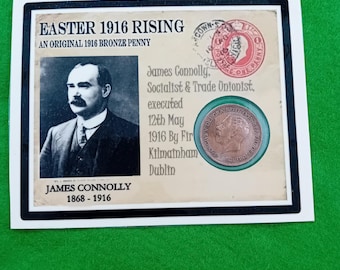 EASTER 1916 RISING
AN ORIGINAL 1916 BRONZE PENNY
James Connolly,
Socialist & Trade Unionist,
executed
12th May
1916 By Fir
Kilmainham
Dublin
JAMES CONNOLLY
1868 - 1916